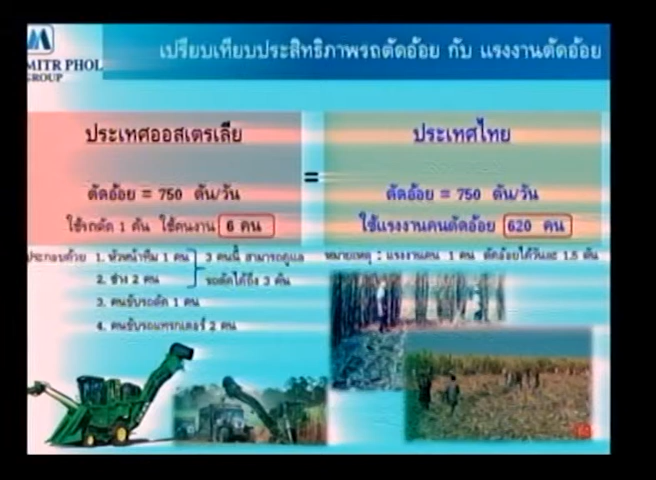 MITR PHOL
GROUP
เปรียบเทียบประสิทธิภาพรถตัดอ้อย กับ แรงงานตัดอ้อย
ประเทศออสเตรเลีย
ตัดอ้อย = 750 ตัน/วัน
ใช้รถตัด 1 คัน ใช้คนงาน 6 คน
=
ประเทศไทย
ตัดอ้อย = 750 ตัน/วัน
ใช้แรงงานคนตัดอ้อย 620 คน
ประกอบด้วย 1. หัวหน้าทีม 1 คน
2. ช่าง 2 คน
3 คนนี้ สามารถดูแล
รถตัดได้ถึง 3 คัน
3. คนขับรถตัด 1 คน
4. คนขับรถแทรกเตอร์ 2 คน
หมายเหตุ : แรงงานคน 1 คน ตัดอ้อยได้วันละ 1.5 ตัน